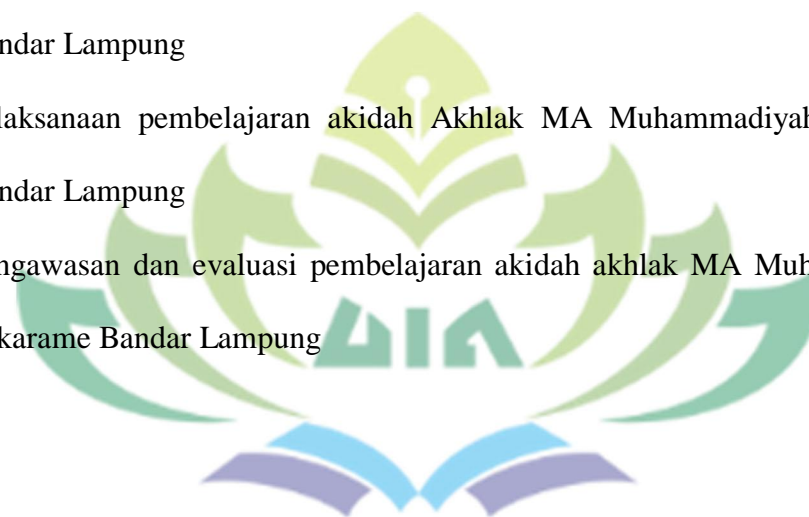 ndar Lampung
laksanaan pembelajaran akidah Akhlak MA Muhammadiyah
ndar Lampung
ngawasan dan evaluasi pembelajaran akidah akhlak MA Muh
karame Bandar Lampung
UIN